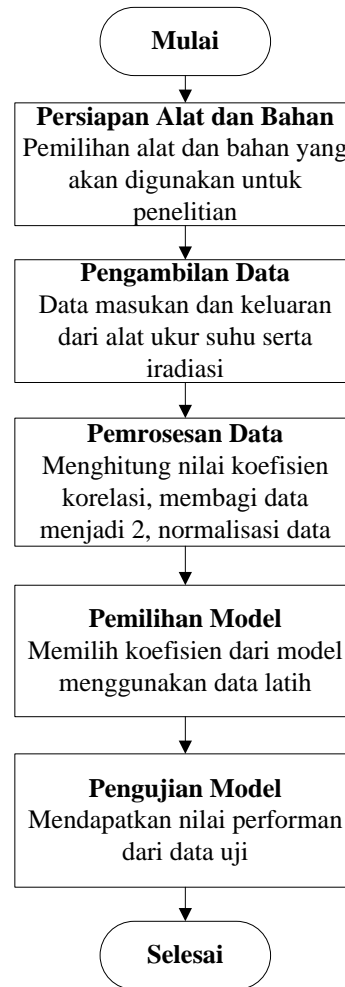 Mulai
Persiapan Alat dan Bahan
Pemilihan alat dan bahan yang
akan digunakan untuk
penelitian
Pengambilan Data
Data masukan dan keluaran
dari alat ukur suhu serta
iradiasi
Pemrosesan Data
Menghitung nilai koefisien
korelasi, membagi data
menjadi 2, normalisasi data
Pemilihan Model
Memilih koefisien dari model
menggunakan data latih
Pengujian Model
Mendapatkan nilai performan
dari data uji
Selesai